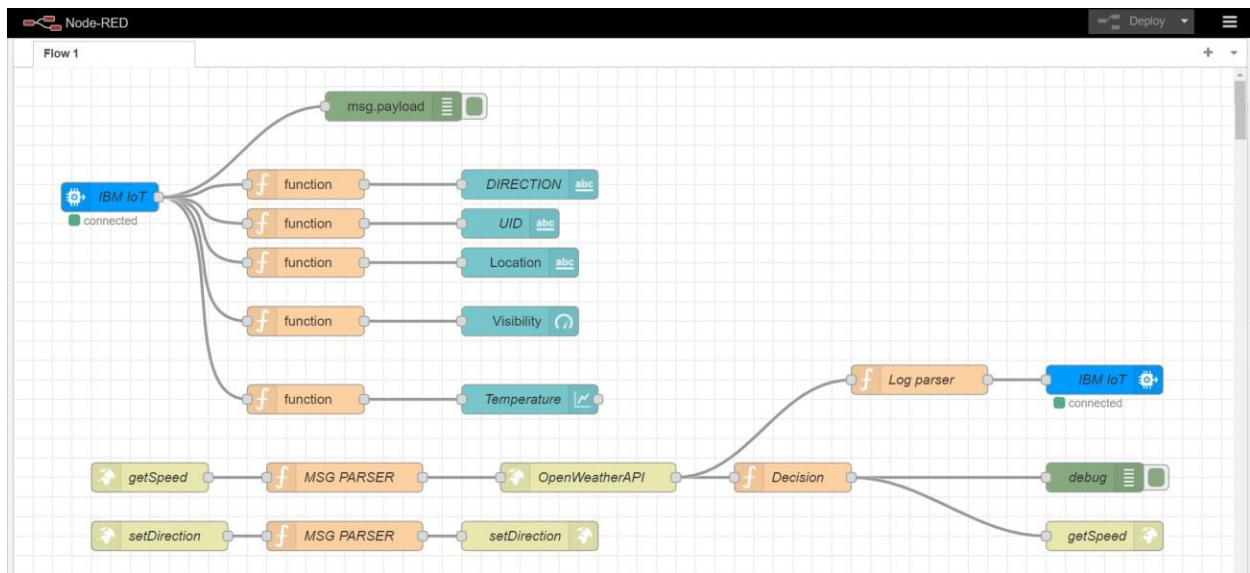 Node-RED
Deploy
Flow 1
msg.payload
IBM IoT
connected
function
DIRECTION
abc
function
UID
abc
function
Location
abc
function
Visibility
function
Temperature
Log parser
IBM IoT
connected
getSpeed
MSG PARSER
OpenWeatherAPI
Decision
debug
setDirection
MSG PARSER
setDirection
getSpeed